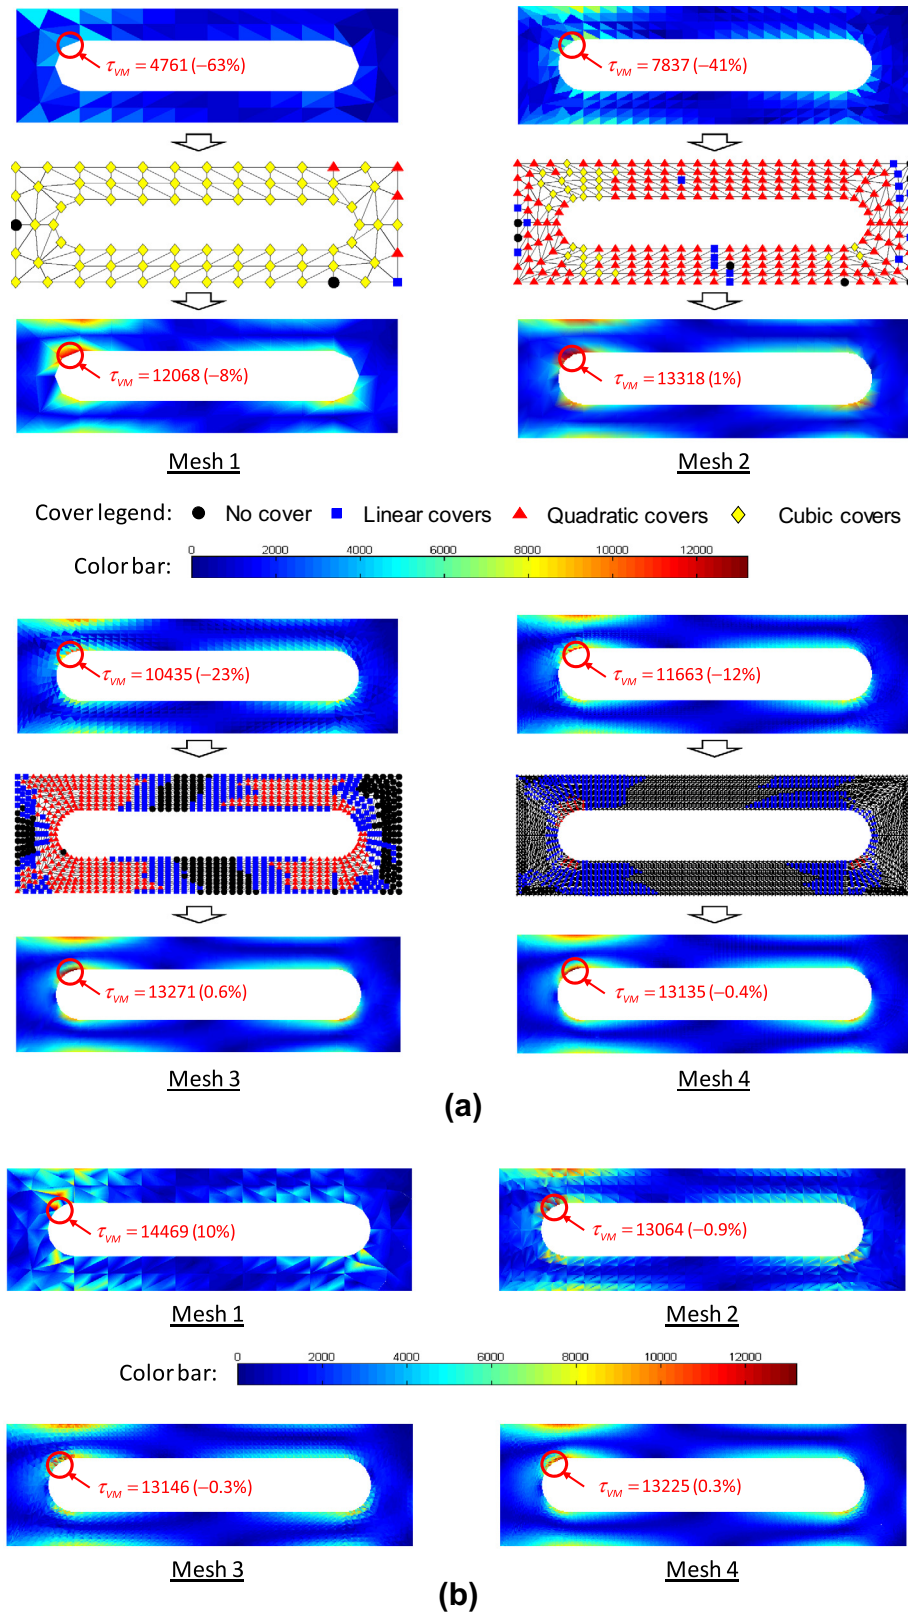 τVM = 4761 (−63%)
τVM = 7837 (−41%)
τVM = 12068 (−8%)
τVM = 13318 (1%)
Mesh 1
Mesh 2
Cover legend: No cover Linear covers Quadratic covers Cubic covers
0 2000 4000 6000 8000 10000 12000
Color bar:
τVM = 10435 (−23%)
τVM = 11663 (−12%)
τVM = 13271 (0.6%)
τVM = 13135 (−0.4%)
Mesh 3
Mesh 4
(a)
τVM = 14469 (10%)
τVM = 13064 (−0.9%)
Mesh 1
Mesh 2
0 2000 4000 6000 8000 10000 12000
Color bar:
τVM = 13146 (−0.3%)
τVM = 13225 (0.3%)
Mesh 3
Mesh 4
(b)